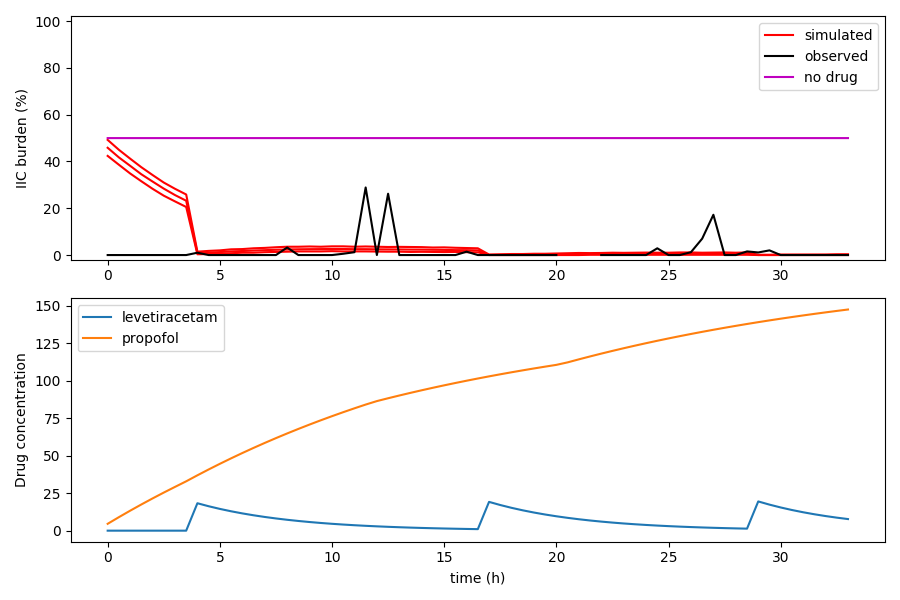 100
80
60
40
20
0
IIC burden (%)
simulated
observed
no drug
0 5 10 15 20 25 30
150
125
100
75
50
25
0
Drug concentration
levetiracetam
propofol
0 5 10 15 20 25 30
time (h)